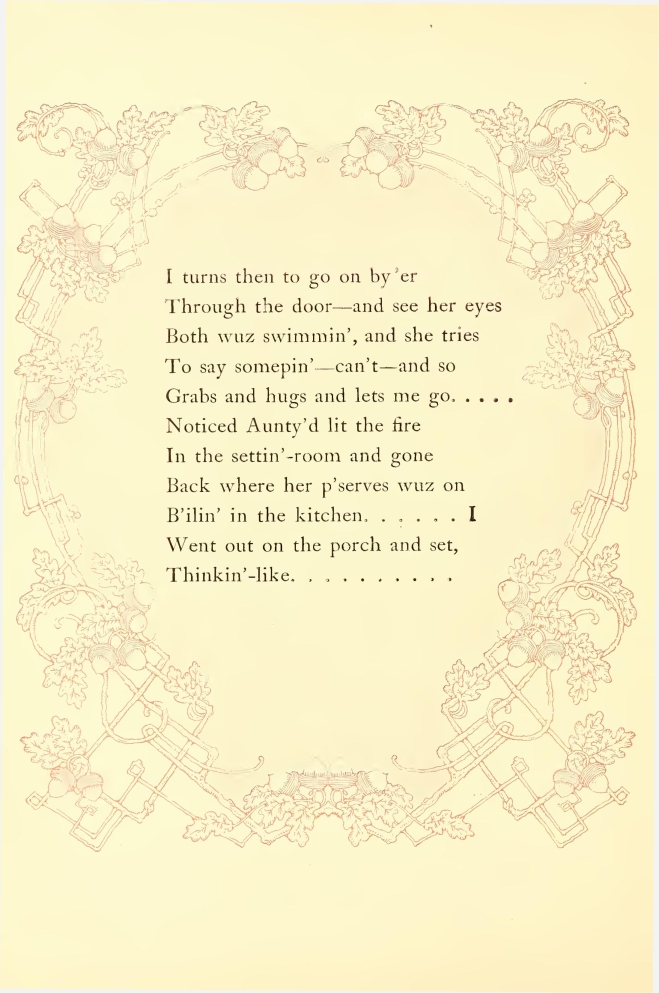 I turns then to go on by 'er
Through the door—and see her eyes
Both wuz swimmin', and she tries
To say somepin'—can't—and so
Grabs and hugs and lets me go. . . . .
Noticed Aunty'd lit the fire
In the settin'-room and gone
Back where her p'serves wuz on
B'ilin' in the kitchen. . . . . . I
Went out on the porch and set,
Thinkin'-like. . . . . . . . . .